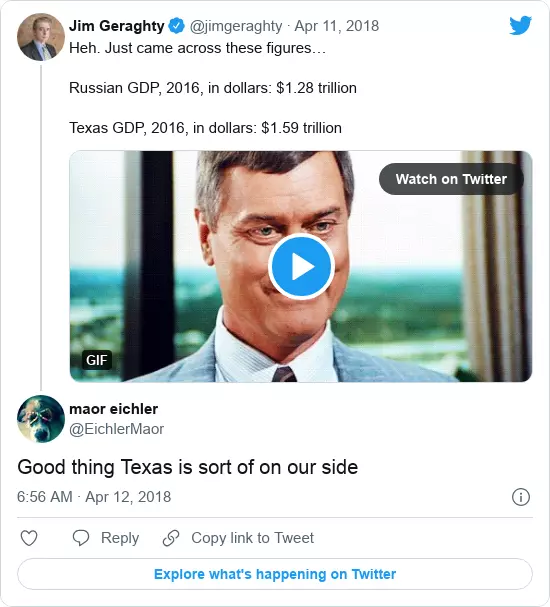 Jim Geraghty @jimgeraghty · Apr 11, 2018
Heh. Just came across these figures…
Russian GDP, 2016, in dollars: $1.28 trillion
Texas GDP, 2016, in dollars: $1.59 trillion
Watch on Twitter
GIF
maor eichler
@EichlerMaor
Good thing Texas is sort of on our side
6:56 AM · Apr 12, 2018
Reply Copy link to Tweet
Explore what's happening on Twitter